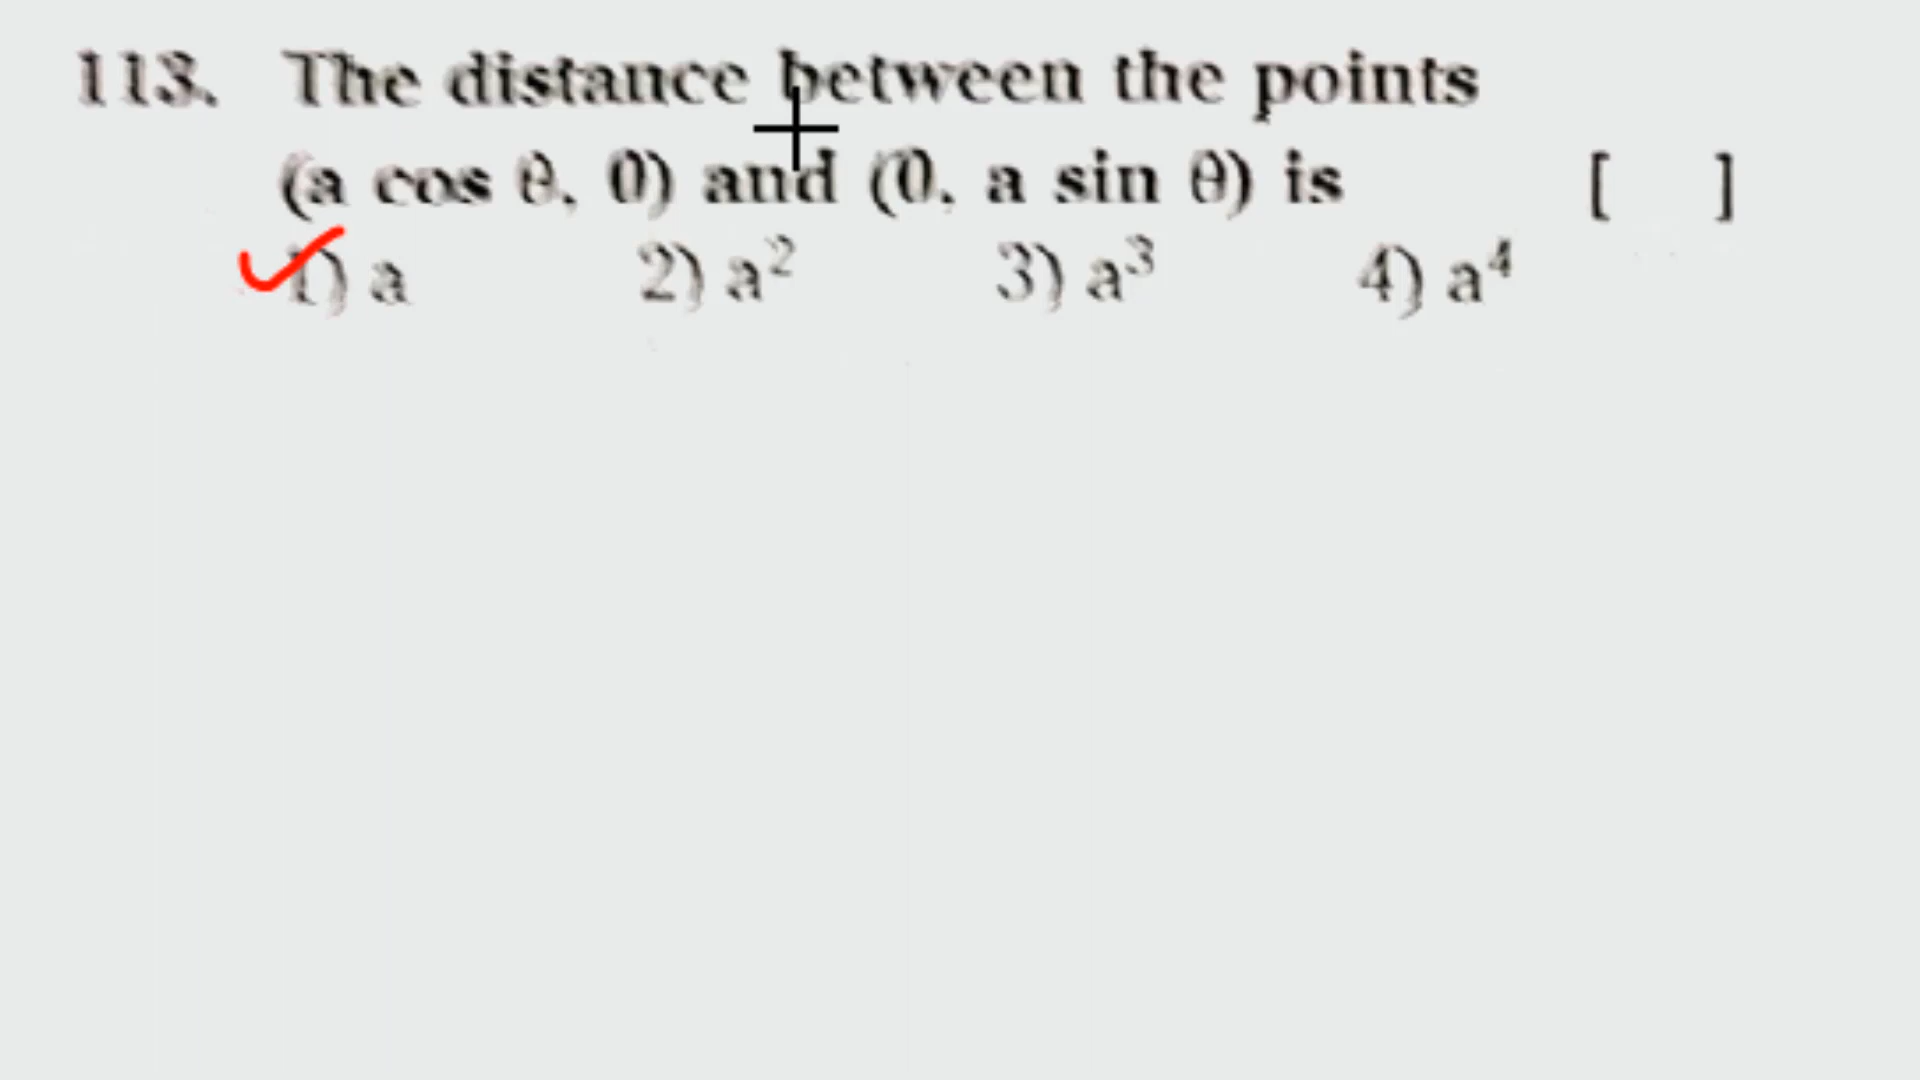 113. The distance between the points
(a cos θ, 0) and (0, a sin θ) is [ ]
1) a 2) a² 3) a³ 4) a⁴